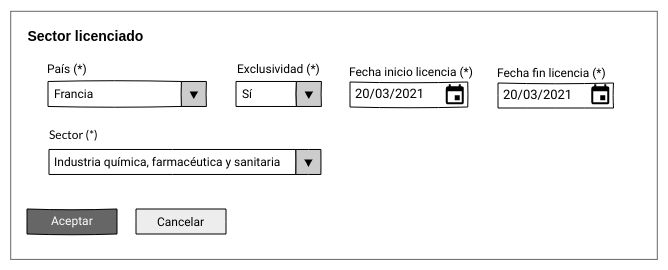 Sector licenciado
País (*)
Exclusividad (*)
Fecha inicio licencia (*)
Fecha fin licencia (*)
Francia
Sí
20/03/2021
20/03/2021
Sector (*)
Industria química, farmacéutica y sanitaria
Aceptar
Cancelar